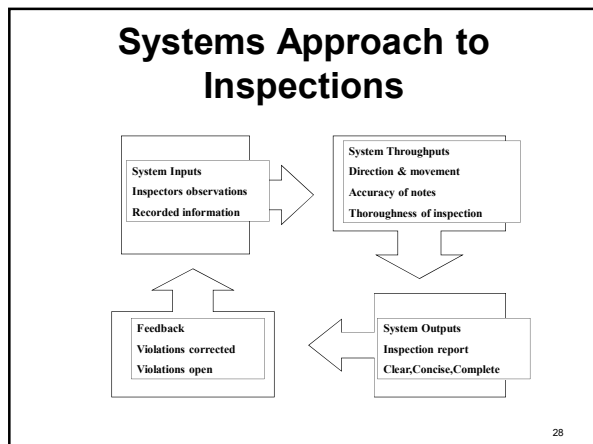 Systems Approach to
Inspections
System Inputs
Inspectors observations
Recorded information
System Throughputs
Direction & movement
Accuracy of notes
Thoroughness of inspection
Feedback
Violations corrected
Violations open
System Outputs
Inspection report
Clear,Concise,Complete
28